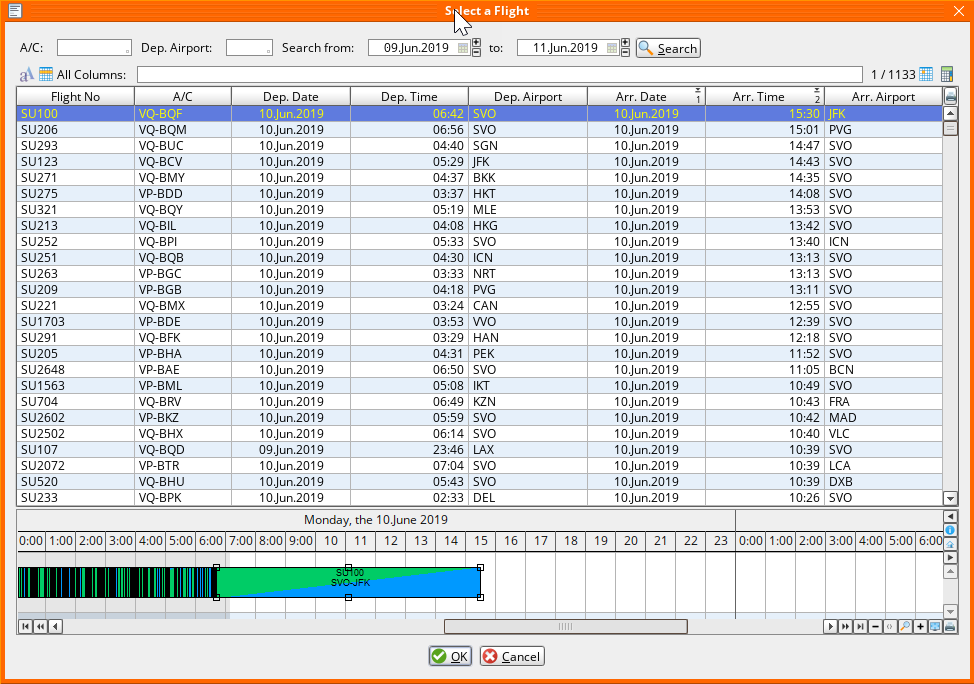 Select a Flight
A/C: Dep. Airport: Search from: 09.Jun.2019 to: 11.Jun.2019 Search
aA All Columns: 1 / 1133
Flight No A/C Dep. Date Dep. Time Dep. Airport Arr. Date 1 Arr. Time 2 Arr. Airport
SU100 VQ-BQF 10.Jun.2019 06:42 SVO 10.Jun.2019 15:30 JFK
SU206 VQ-BQM 10.Jun.2019 06:56 SVO 10.Jun.2019 15:01 PVG
SU293 VQ-BUC 10.Jun.2019 04:40 SGN 10.Jun.2019 14:47 SVO
SU123 VQ-BCV 10.Jun.2019 05:29 JFK 10.Jun.2019 14:43 SVO
SU271 VQ-BMY 10.Jun.2019 04:37 BKK 10.Jun.2019 14:35 SVO
SU275 VP-BDD 10.Jun.2019 03:37 HKT 10.Jun.2019 14:08 SVO
SU321 VQ-BQY 10.Jun.2019 05:19 MLE 10.Jun.2019 13:53 SVO
SU213 VQ-BIL 10.Jun.2019 04:08 HKG 10.Jun.2019 13:42 SVO
SU252 VQ-BPI 10.Jun.2019 05:33 SVO 10.Jun.2019 13:40 ICN
SU251 VQ-BQB 10.Jun.2019 04:30 ICN 10.Jun.2019 13:13 SVO
SU263 VP-BGC 10.Jun.2019 03:33 NRT 10.Jun.2019 13:13 SVO
SU209 VP-BGB 10.Jun.2019 04:18 PVG 10.Jun.2019 13:11 SVO
SU221 VQ-BMX 10.Jun.2019 03:24 CAN 10.Jun.2019 12:55 SVO
SU1703 VP-BDE 10.Jun.2019 03:53 VVO 10.Jun.2019 12:39 SVO
SU291 VQ-BFK 10.Jun.2019 03:29 HAN 10.Jun.2019 12:18 SVO
SU205 VP-BHA 10.Jun.2019 04:31 PEK 10.Jun.2019 11:52 SVO
SU2648 VP-BAE 10.Jun.2019 06:50 SVO 10.Jun.2019 11:05 BCN
SU1563 VP-BML 10.Jun.2019 05:08 IKT 10.Jun.2019 10:49 SVO
SU704 VQ-BRV 10.Jun.2019 06:49 KZN 10.Jun.2019 10:43 FRA
SU2602 VP-BKZ 10.Jun.2019 05:59 SVO 10.Jun.2019 10:42 MAD
SU2502 VQ-BHX 10.Jun.2019 06:14 SVO 10.Jun.2019 10:40 VLC
SU107 VQ-BQD 09.Jun.2019 23:46 LAX 10.Jun.2019 10:39 SVO
SU2072 VP-BTR 10.Jun.2019 07:04 SVO 10.Jun.2019 10:39 LCA
SU520 VQ-BHU 10.Jun.2019 05:43 SVO 10.Jun.2019 10:39 DXB
SU233 VQ-BPK 10.Jun.2019 02:33 DEL 10.Jun.2019 10:26 SVO
Monday, the 10.June 2019
0:00 1:00 2:00 3:00 4:00 5:00 6:00 7:00 8:00 9:00 10 11 12 13 14 15 16 17 18 19 20 21 22 23 0:00 1:00 2:00 3:00 4:00 5:00 6:00
SU100
SVO-JFK
OK Cancel